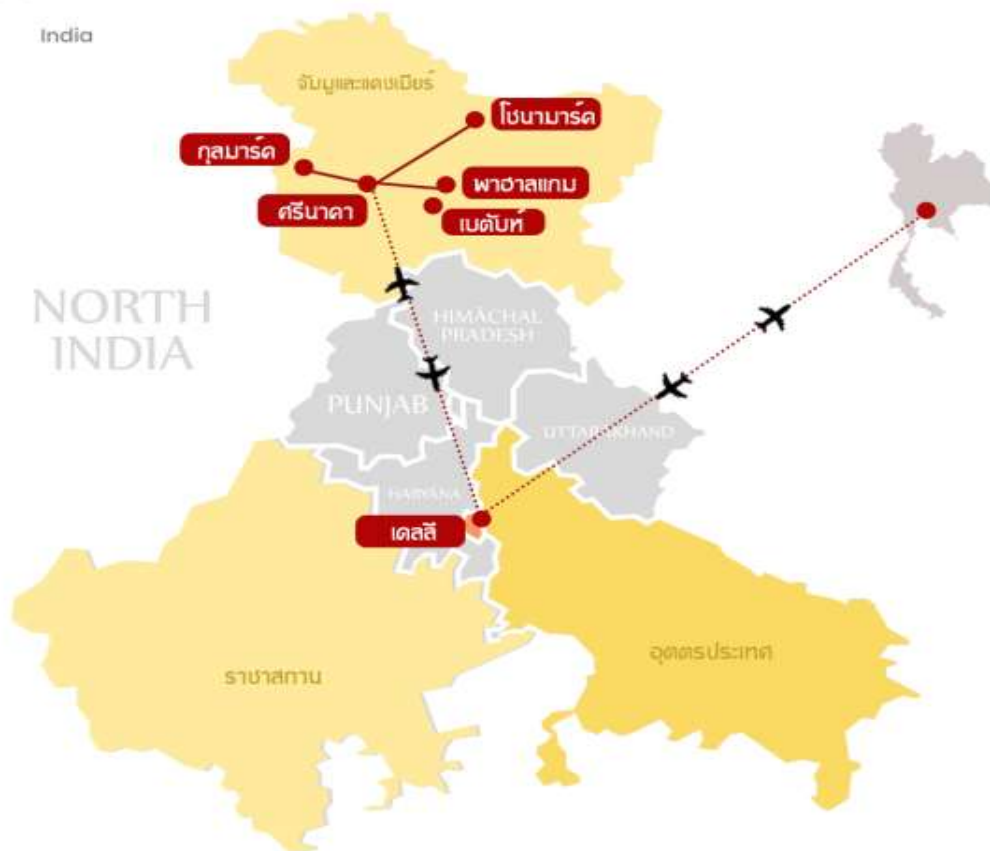 India
จัมมูและแคชเมียร์
โซนามาร์ค
กุลมาร์ค
พาฮาลแกม
ศรีนาคา
เบตับท์
NORTH
INDIA
HIMACHAL
PRADESH
PUNJAB
UTTARAKHAND
HARYANA
เดลลี
อุตตรประเทศ
ราชาสถาน